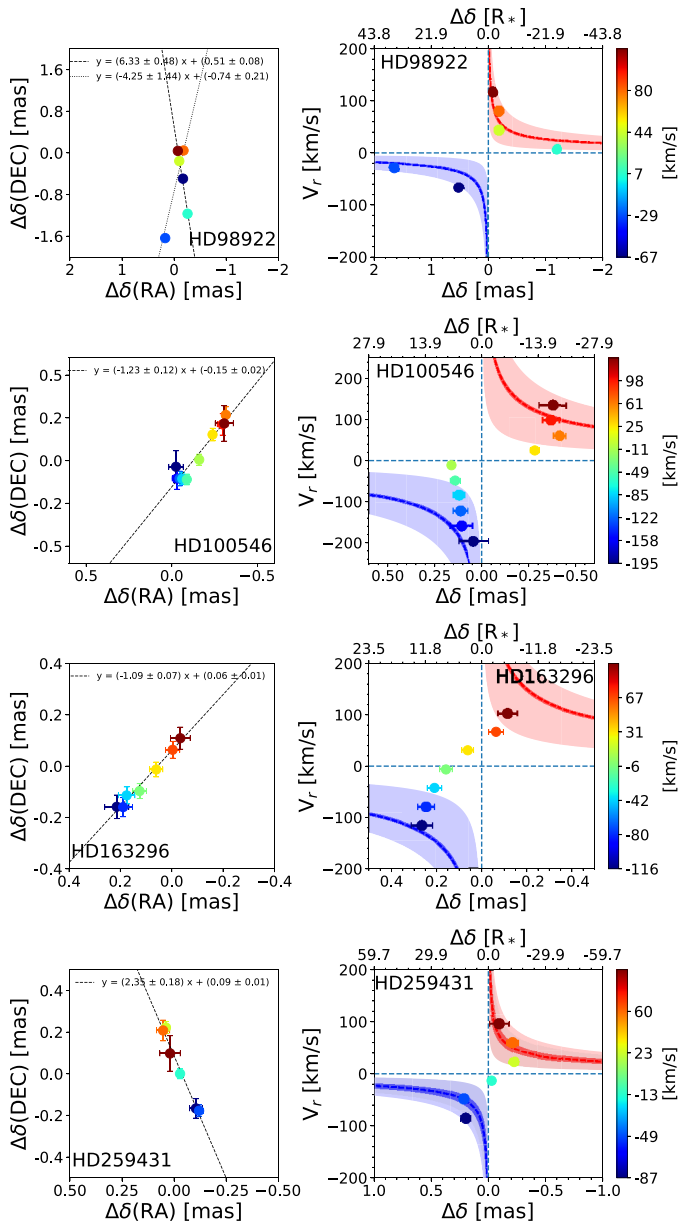 Δδ [R*]
43.8 21.9 0.0 -21.9 -43.8
y = (6.33 ± 0.48) x + (0.51 ± 0.08)
y = (-4.25 ± 1.44) x + (-0.74 ± 0.21)
HD98922
HD98922
Δδ(DEC) [mas]
1.6
0.8
0.0
-0.8
-1.6
2 1 0 -1 -2
Δδ(RA) [mas]
V_r [km/s]
200
100
0
-100
-200
2 1 0 -1 -2
Δδ [mas]
80
44
7
-29
-67
[km/s]
Δδ [R*]
27.9 13.9 0.0 -13.9 -27.9
y = (-1.23 ± 0.12) x + (-0.15 ± 0.02)
HD100546
HD100546
Δδ(DEC) [mas]
0.5
0.0
-0.5
0.5 0.0 -0.5
Δδ(RA) [mas]
V_r [km/s]
200
100
0
-100
-200
0.50 0.25 0.00 -0.25 -0.50
Δδ [mas]
98
61
24
-12
-49
-85
-122
-158
-195
[km/s]
Δδ [R*]
23.5 11.8 0.0 -11.8 -23.5
y = (-1.09 ± 0.07) x + (0.06 ± 0.01)
HD163296
HD163296
Δδ(DEC) [mas]
0.4
0.2
0.0
-0.2
-0.4
0.4 0.2 0.0 -0.2 -0.4
Δδ(RA) [mas]
V_r [km/s]
200
100
0
-100
-200
0.4 0.2 0.0 -0.2 -0.4
Δδ [mas]
67
30
-6
-42
-80
-116
[km/s]
Δδ [R*]
59.7 29.9 0.0 -29.9 -59.7
y = (2.35 ± 0.18) x + (0.09 ± 0.01)
HD259431
HD259431
Δδ(DEC) [mas]
0.4
0.2
0.0
-0.2
-0.4
0.50 0.25 0.00 -0.25 -0.50
Δδ(RA) [mas]
V_r [km/s]
200
100
0
-100
-200
1.0 0.5 0.0 -0.5 -1.0
Δδ [mas]
60
23
-13
-49
-87
[km/s]